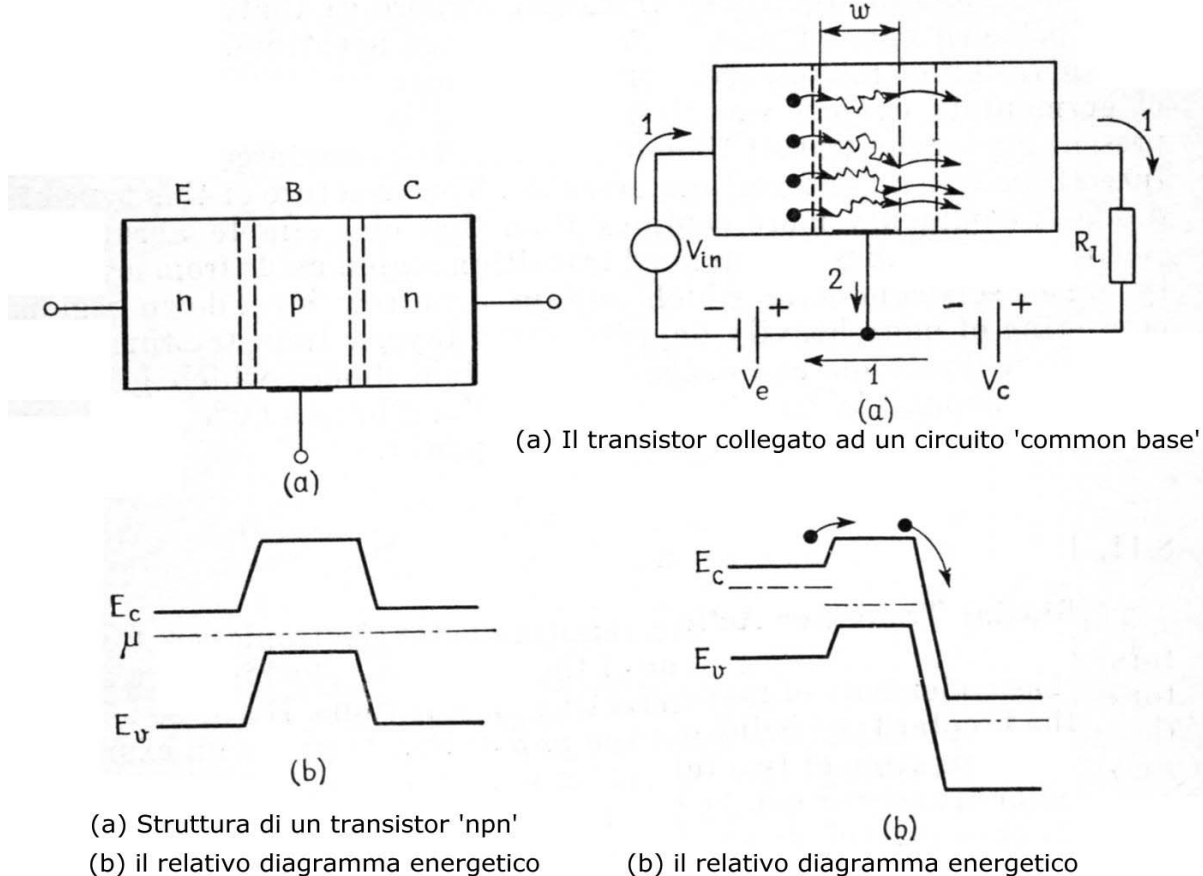 E B C
n p n
(a)
E_c
μ
E_v
(b)
(a) Struttura di un transistor 'npn'
(b) il relativo diagramma energetico
w
1 1
V_in
R_l
2
− + − +
V_e 1 V_c
(a)
(a) Il transistor collegato ad un circuito 'common base'
E_c
E_v
(b)
(b) il relativo diagramma energetico